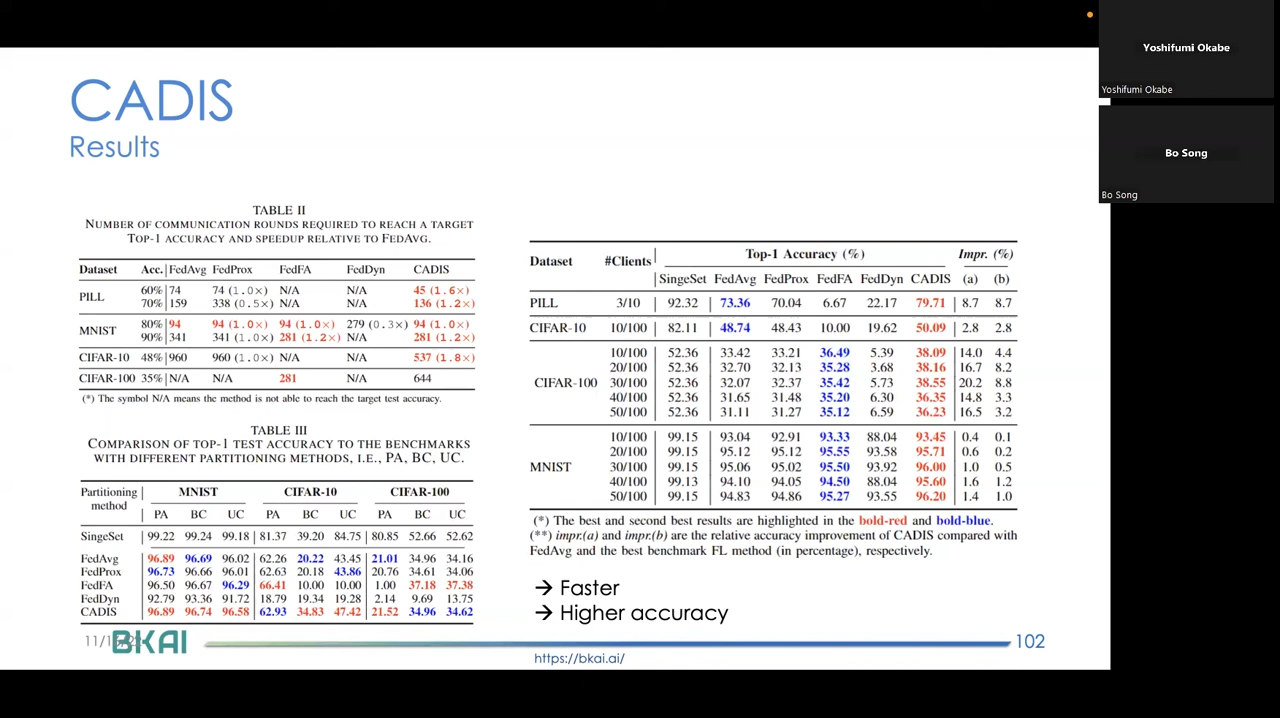 CADIS
Results
TABLE II
NUMBER OF COMMUNICATION ROUNDS REQUIRED TO REACH A TARGET
TOP-1 ACCURACY AND SPEEDUP RELATIVE TO FEDAVG.
Dataset Acc. FedAvg FedProx FedFA FedDyn CADIS
PILL 60% 74 74 (1.0×) N/A N/A 45 (1.6×)
70% 159 338 (0.5×) N/A N/A 136 (1.2×)
MNIST 80% 94 94 (1.0×) 94 (1.0×) 279 (0.3×) 94 (1.0×)
90% 341 341 (1.0×) 281 (1.2×) N/A 281 (1.2×)
CIFAR-10 48% 960 960 (1.0×) N/A N/A 537 (1.8×)
CIFAR-100 35% N/A N/A 281 N/A 644
(*) The symbol N/A means the method is not able to reach the target test accuracy.
TABLE III
COMPARISON OF TOP-1 TEST ACCURACY TO THE BENCHMARKS
WITH DIFFERENT PARTITIONING METHODS, I.E., PA, BC, UC.
Partitioning method MNIST CIFAR-10 CIFAR-100
PA BC UC PA BC UC PA BC UC
SingeSet 99.22 99.24 99.18 81.37 39.20 84.75 80.85 52.66 52.62
FedAvg 96.89 96.69 96.02 62.26 20.22 43.45 21.01 34.96 34.16
FedProx 96.73 96.66 96.01 62.63 20.18 43.86 20.76 34.61 34.06
FedFA 96.50 96.67 96.29 66.41 10.00 10.00 1.00 37.18 37.38
FedDyn 92.79 93.36 91.72 18.79 19.34 19.28 2.14 9.69 13.75
CADIS 96.89 96.74 96.58 62.93 34.83 47.42 21.52 34.96 34.62
Dataset #Clients Top-1 Accuracy (%) Impr. (%)
SingeSet FedAvg FedProx FedFA FedDyn CADIS (a) (b)
PILL 3/10 92.32 73.36 70.04 6.67 22.17 79.71 8.7 8.7
CIFAR-10 10/100 82.11 48.74 48.43 10.00 19.62 50.09 2.8 2.8
10/100 52.36 33.42 33.21 36.49 5.39 38.09 14.0 4.4
20/100 52.36 32.70 32.13 35.28 3.68 38.16 16.7 8.2
CIFAR-100 30/100 52.36 32.07 32.37 35.42 5.73 38.55 20.2 8.8
40/100 52.36 31.65 31.48 35.20 6.30 36.35 14.8 3.3
50/100 52.36 31.11 31.27 35.12 6.59 36.23 16.5 3.2
10/100 99.15 93.04 92.91 93.33 88.04 93.45 0.4 0.1
20/100 99.15 95.12 95.12 95.55 93.58 95.71 0.6 0.2
MNIST 30/100 99.15 95.06 95.02 95.50 93.92 96.00 1.0 0.5
40/100 99.13 94.10 94.05 94.50 88.04 95.60 1.6 1.2
50/100 99.15 94.83 94.86 95.27 93.55 96.20 1.4 1.0
(*) The best and second best results are highlighted in the bold-red and bold-blue.
(**) impr.(a) and impr.(b) are the relative accuracy improvement of CADIS compared with
FedAvg and the best benchmark FL method (in percentage), respectively.
→ Faster
→ Higher accuracy
BKAI
102
https://bkai.ai/
Yoshifumi Okabe
Yoshifumi Okabe
Bo Song
Bo Song